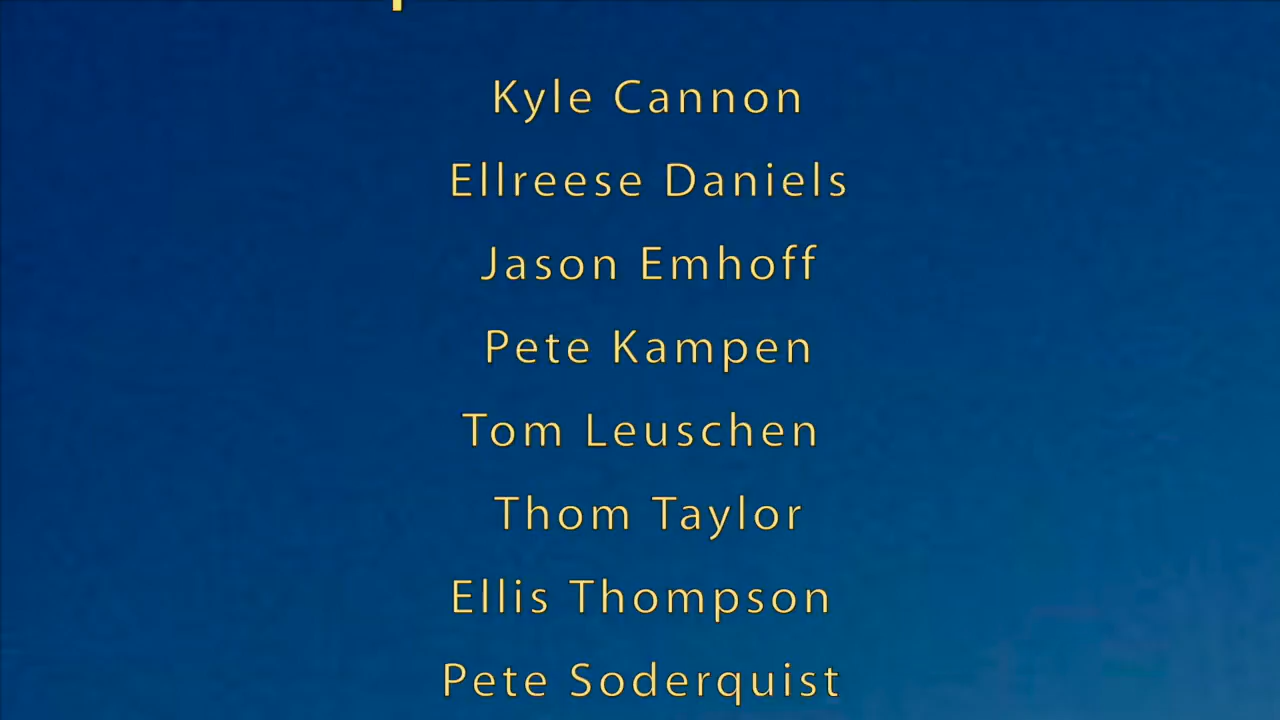 Kyle Cannon
Ellreese Daniels
Jason Emhoff
Pete Kampen
Tom Leuschen
Thom Taylor
Ellis Thompson
Pete Soderquist